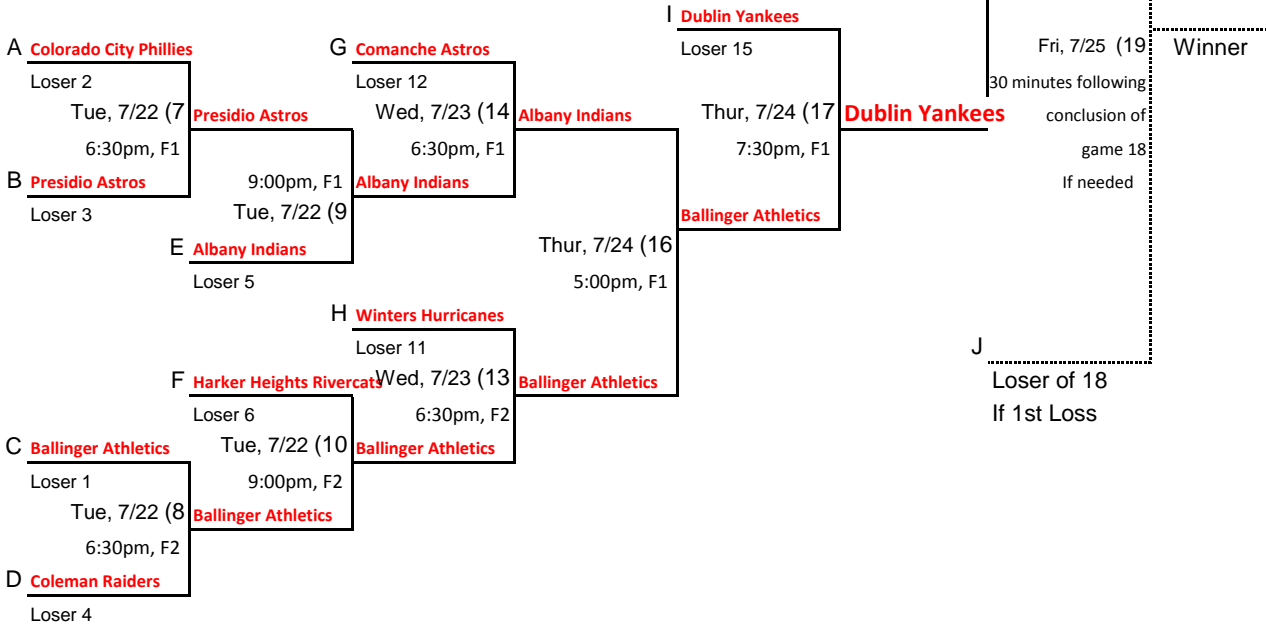 I Dublin Yankees
A Colorado City Phillies
G Comanche Astros
Loser 15
Fri, 7/25 (19
Winner
Loser 2
Loser 12
30 minutes following
Tue, 7/22 (7
Presidio Astros
Wed, 7/23 (14
Albany Indians
Thur, 7/24 (17
Dublin Yankees
conclusion of
6:30pm, F1
6:30pm, F1
7:30pm, F1
game 18
B Presidio Astros
9:00pm, F1
Albany Indians
If needed
Loser 3
Tue, 7/22 (9
Ballinger Athletics
E Albany Indians
Thur, 7/24 (16
Loser 5
5:00pm, F1
H Winters Hurricanes
Loser 11
J
F Harker Heights Rivercats
Wed, 7/23 (13
Ballinger Athletics
Loser of 18
Loser 6
6:30pm, F2
If 1st Loss
C Ballinger Athletics
Tue, 7/22 (10
Ballinger Athletics
Loser 1
9:00pm, F2
Tue, 7/22 (8
Ballinger Athletics
6:30pm, F2
D Coleman Raiders
Loser 4